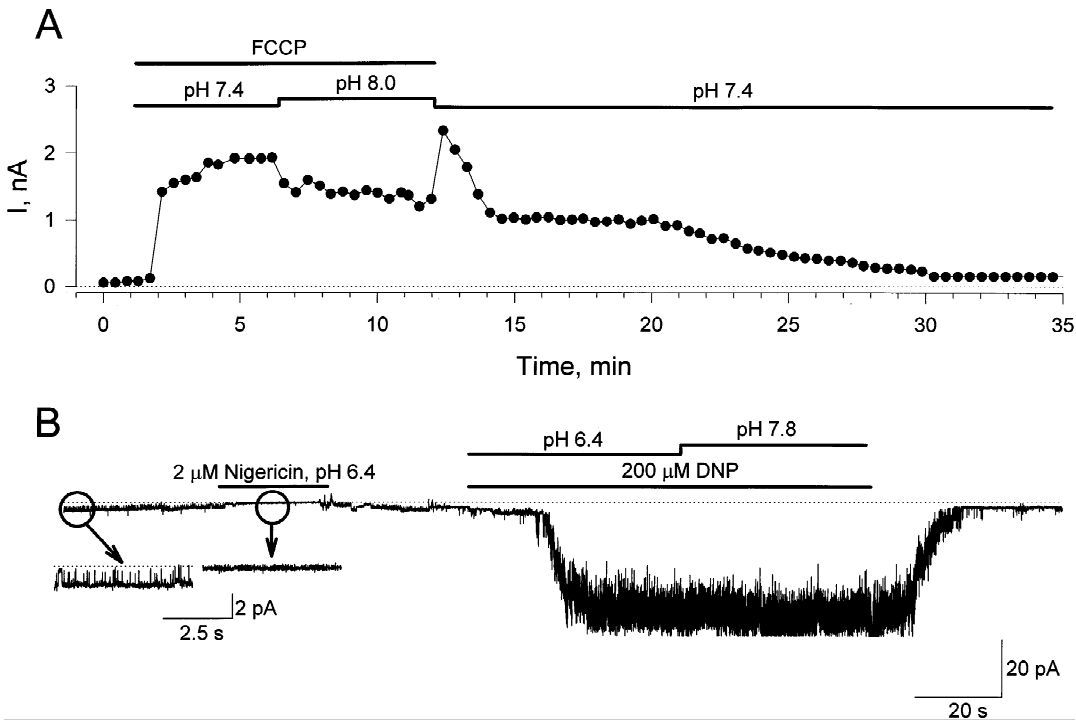 A
FCCP
pH 7.4 pH 8.0 pH 7.4
3
2
1
0
I, nA
0 5 10 15 20 25 30 35
Time, min
B
pH 6.4 pH 7.8
2 μM Nigericin, pH 6.4 200 μM DNP
2 pA
2.5 s
20 pA
20 s